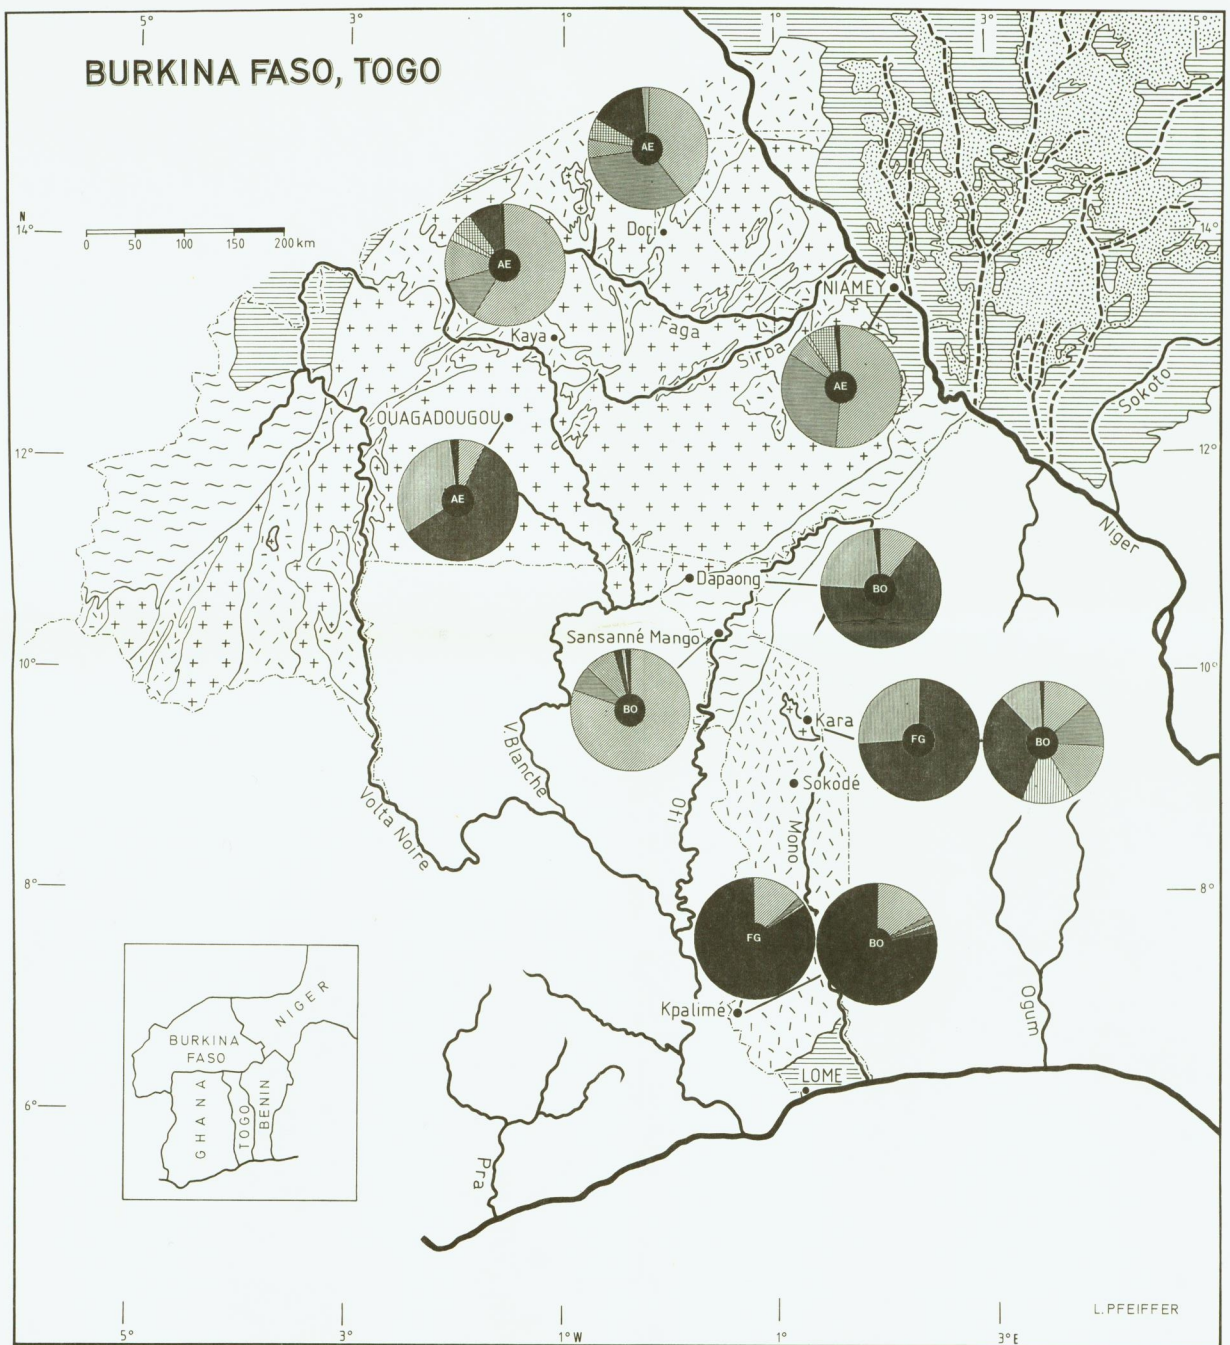 5° 3° 1° 1° 3° 5°
BURKINA FASO, TOGO
N
14° 14°
0 50 100 150 200 km
AE
Dori
AE
NIAMEY
Faga
Kaya
Sirba
AE
Sokoto
OUAGADOUGOU
12° 12°
AE
Niger
Dapaong
BO
Sansanné Mango
10° 10°
BO
Kara
FG BO
V. Blanche
Oti
Sokodé
Mono
Volta Noire
8° 8°
FG BO
Kpalimé
Ogum
LOME
6°
Pra
NIGER
BURKINA
FASO
GHANA
TOGO
BENIN
L. PFEIFFER
5° 3° 1° W 1° 3° E